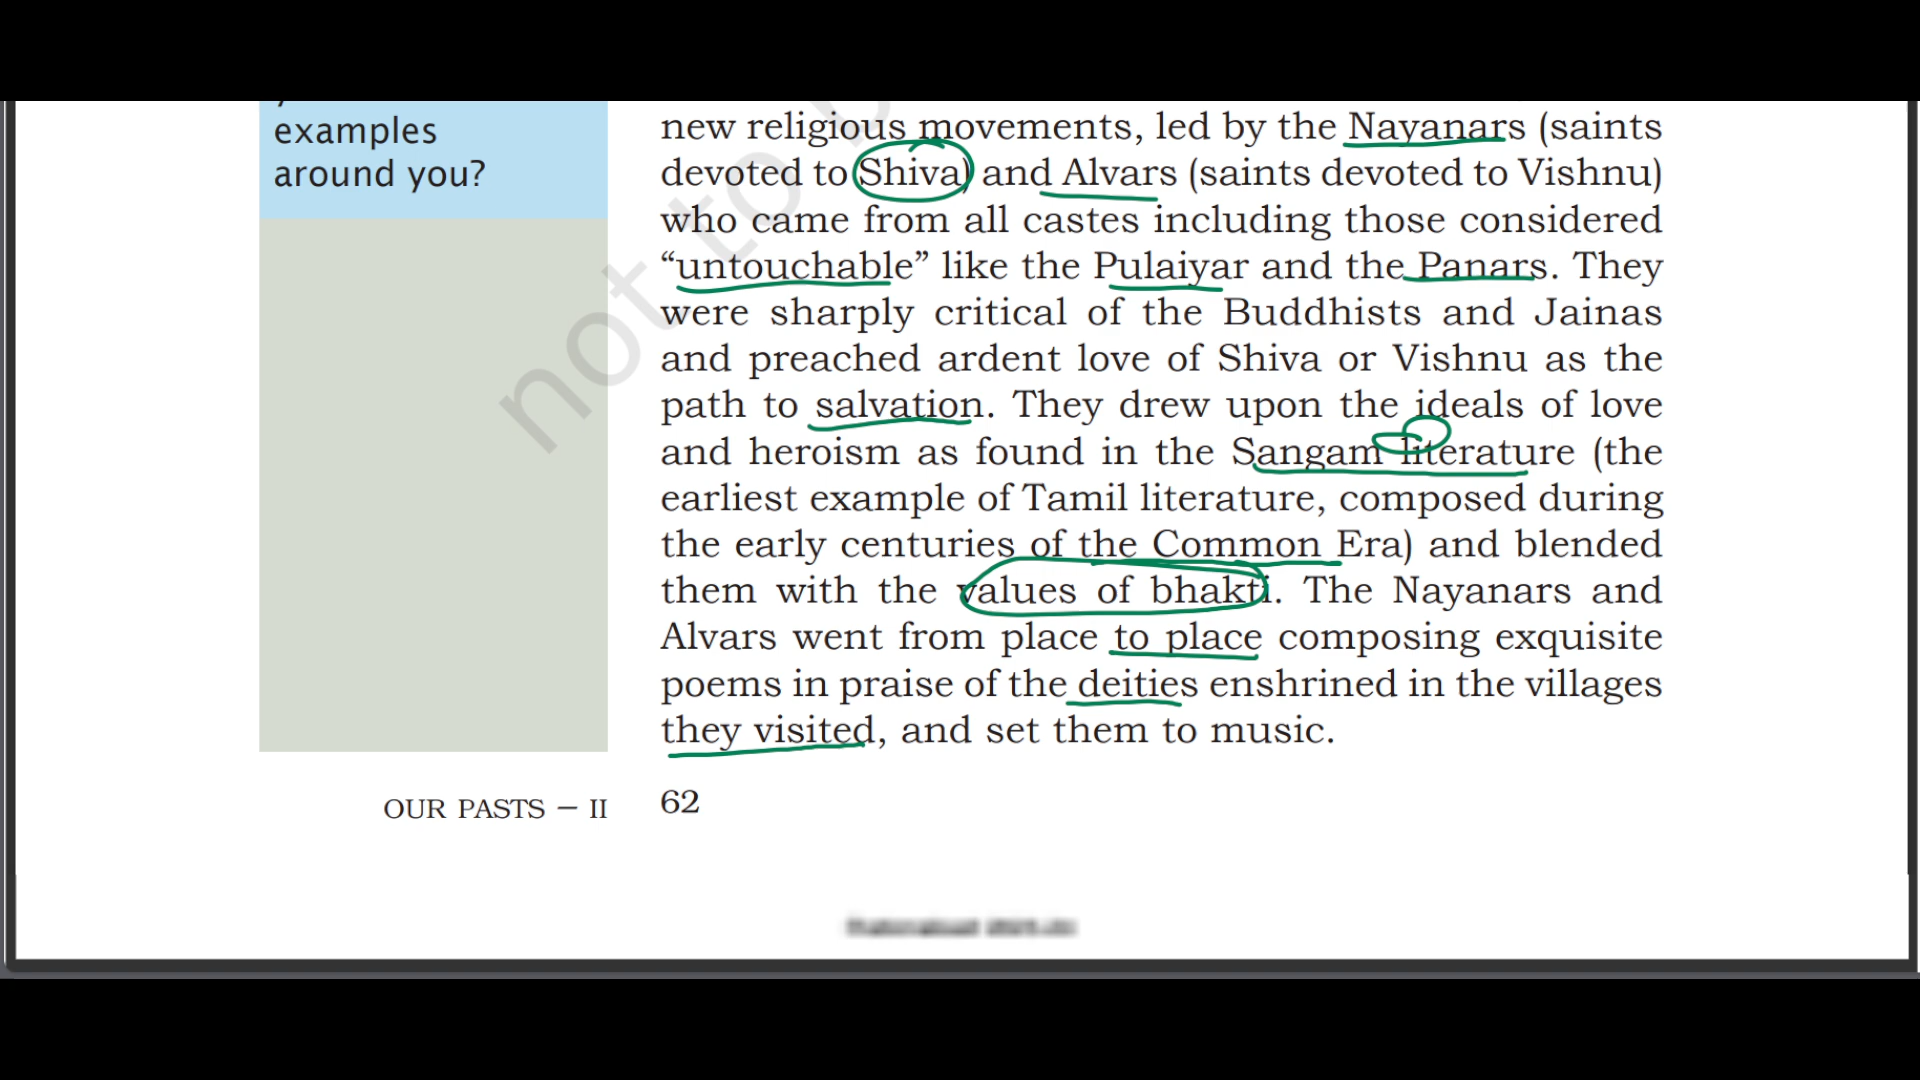 examples
around you?
new religious movements, led by the Nayanars (saints
devoted to Shiva) and Alvars (saints devoted to Vishnu)
who came from all castes including those considered
“untouchable” like the Pulaiyar and the Panars. They
were sharply critical of the Buddhists and Jainas
and preached ardent love of Shiva or Vishnu as the
path to salvation. They drew upon the ideals of love
and heroism as found in the Sangam literature (the
earliest example of Tamil literature, composed during
the early centuries of the Common Era) and blended
them with the values of bhakti. The Nayanars and
Alvars went from place to place composing exquisite
poems in praise of the deities enshrined in the villages
they visited, and set them to music.
OUR PASTS – II 62
not to b